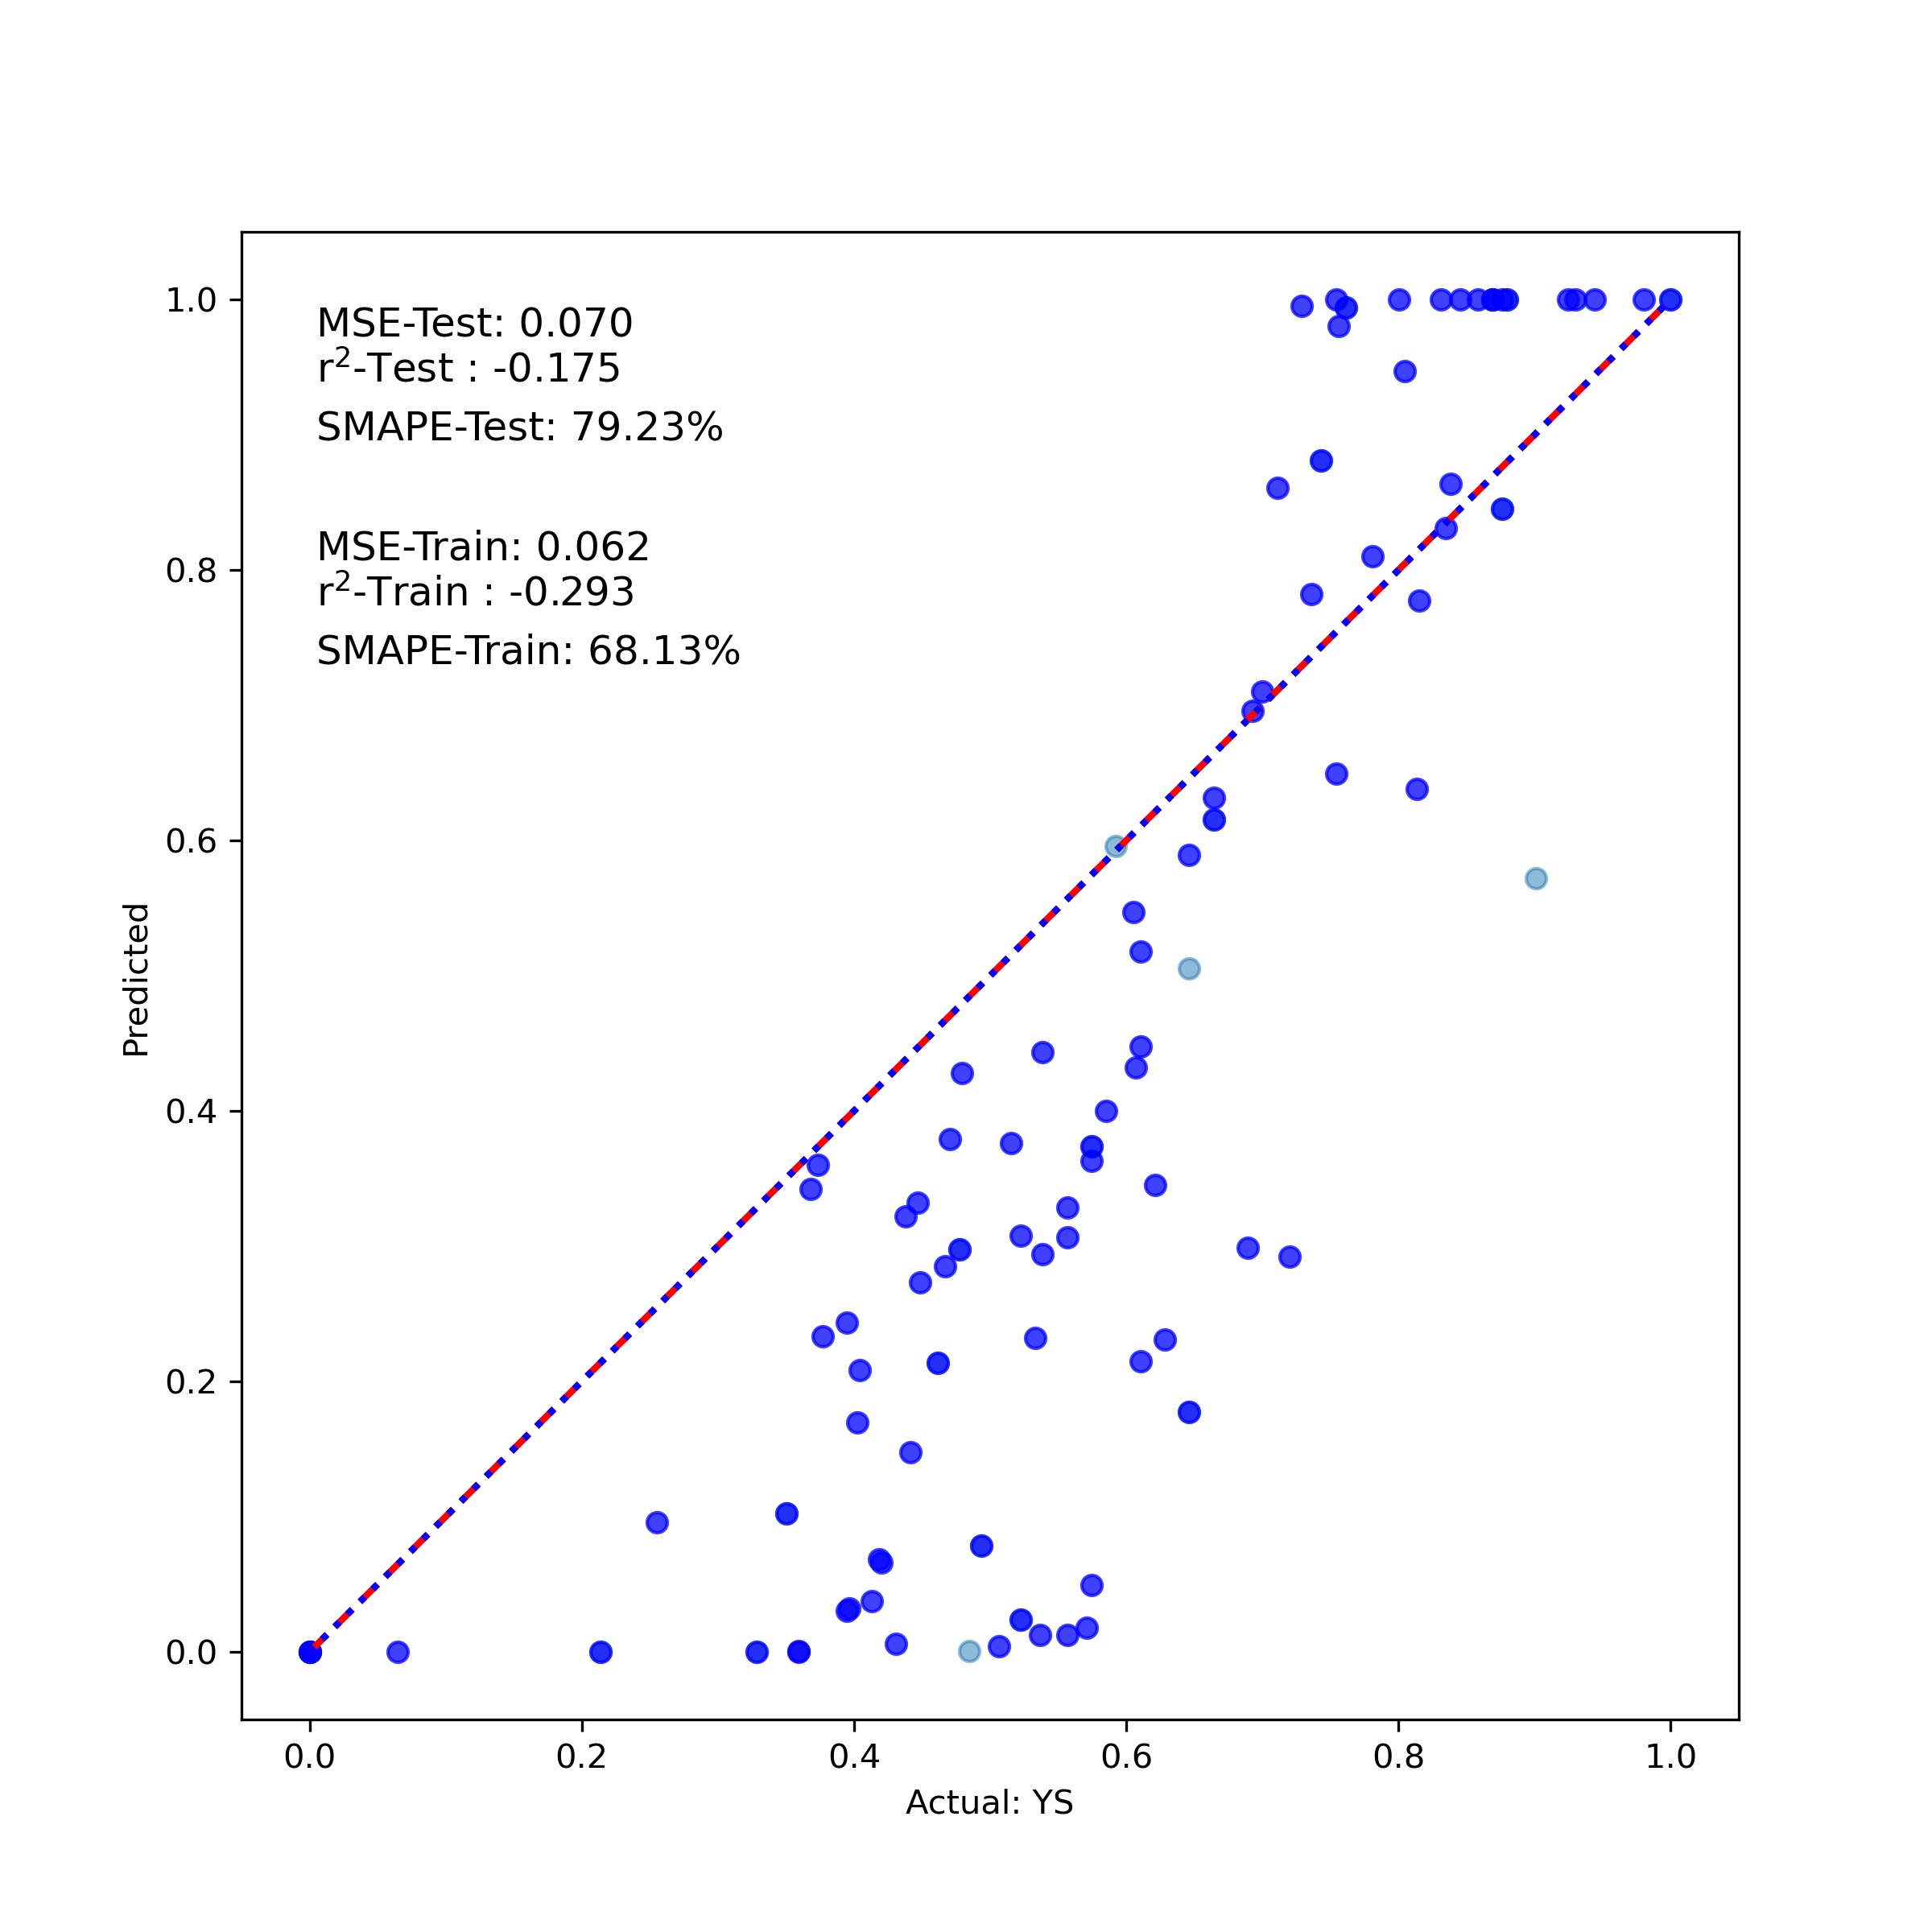 MSE-Test: 0.070
r²-Test : -0.175
SMAPE-Test: 79.23%
MSE-Train: 0.062
r²-Train : -0.293
SMAPE-Train: 68.13%
1.0
0.8
0.6
0.4
0.2
0.0
Predicted
0.0 0.2 0.4 0.6 0.8 1.0
Actual: YS